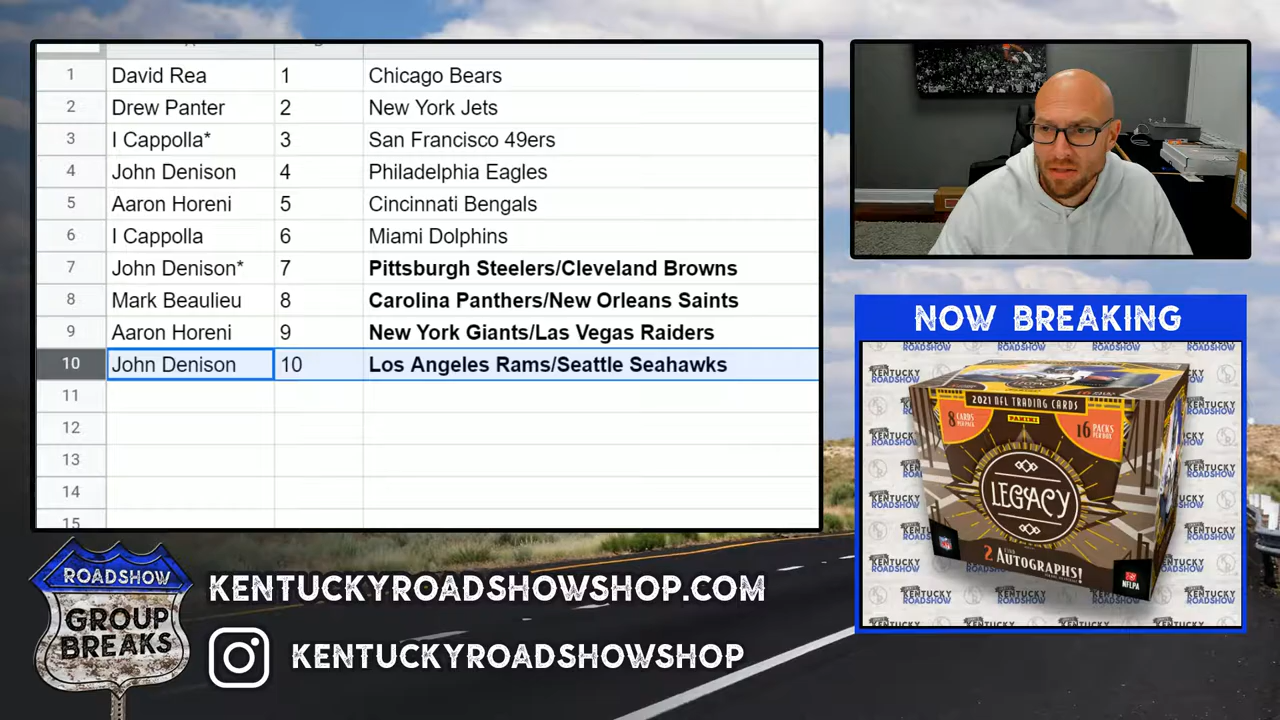 1 David Rea 1 Chicago Bears
2 Drew Panter 2 New York Jets
3 I Cappolla* 3 San Francisco 49ers
4 John Denison 4 Philadelphia Eagles
5 Aaron Horeni 5 Cincinnati Bengals
6 I Cappolla 6 Miami Dolphins
7 John Denison* 7 Pittsburgh Steelers/Cleveland Browns
8 Mark Beaulieu 8 Carolina Panthers/New Orleans Saints
9 Aaron Horeni 9 New York Giants/Las Vegas Raiders
10 John Denison 10 Los Angeles Rams/Seattle Seahawks
11
12
13
14
15
NOW BREAKING
2021 NFL TRADING CARDS
PANINI
8 CARDS
PER PACK
16 PACKS
PER BOX
LEGACY
2 AUTOGRAPHS!
NFL
NFLPA
KENTUCKY
ROADSHOW
ROADSHOW
GROUP
BREAKS
KENTUCKYROADSHOWSHOP.COM
KENTUCKYROADSHOWSHOP